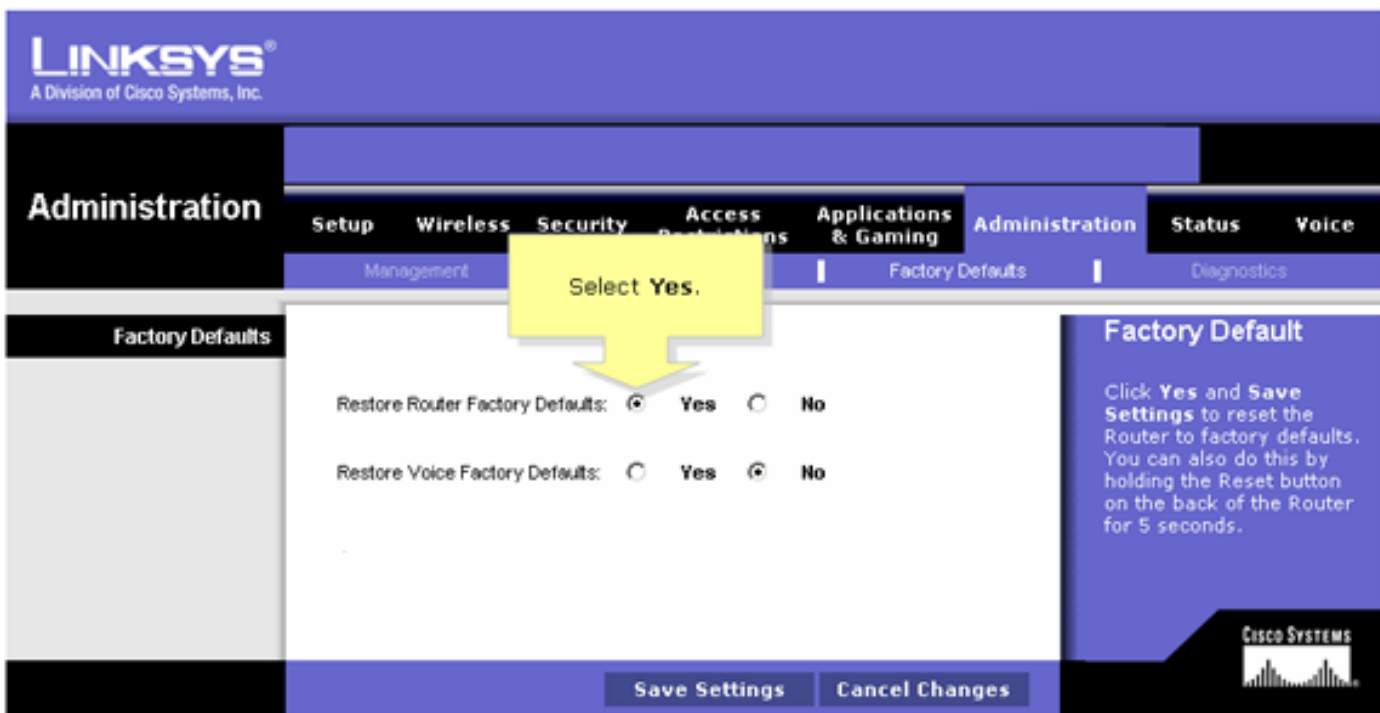 LINKSYS®
A Division of Cisco Systems, Inc.
Administration
Setup Wireless Security Access Restrictions Applications & Gaming Administration Status Voice
Management Factory Defaults Diagnostics
Select Yes.
Factory Defaults
Restore Router Factory Defaults: Yes No
Restore Voice Factory Defaults: Yes No
Factory Default
Click Yes and Save
Settings to reset the
Router to factory defaults.
You can also do this by
holding the Reset button
on the back of the Router
for 5 seconds.
Save Settings Cancel Changes
CISCO SYSTEMS